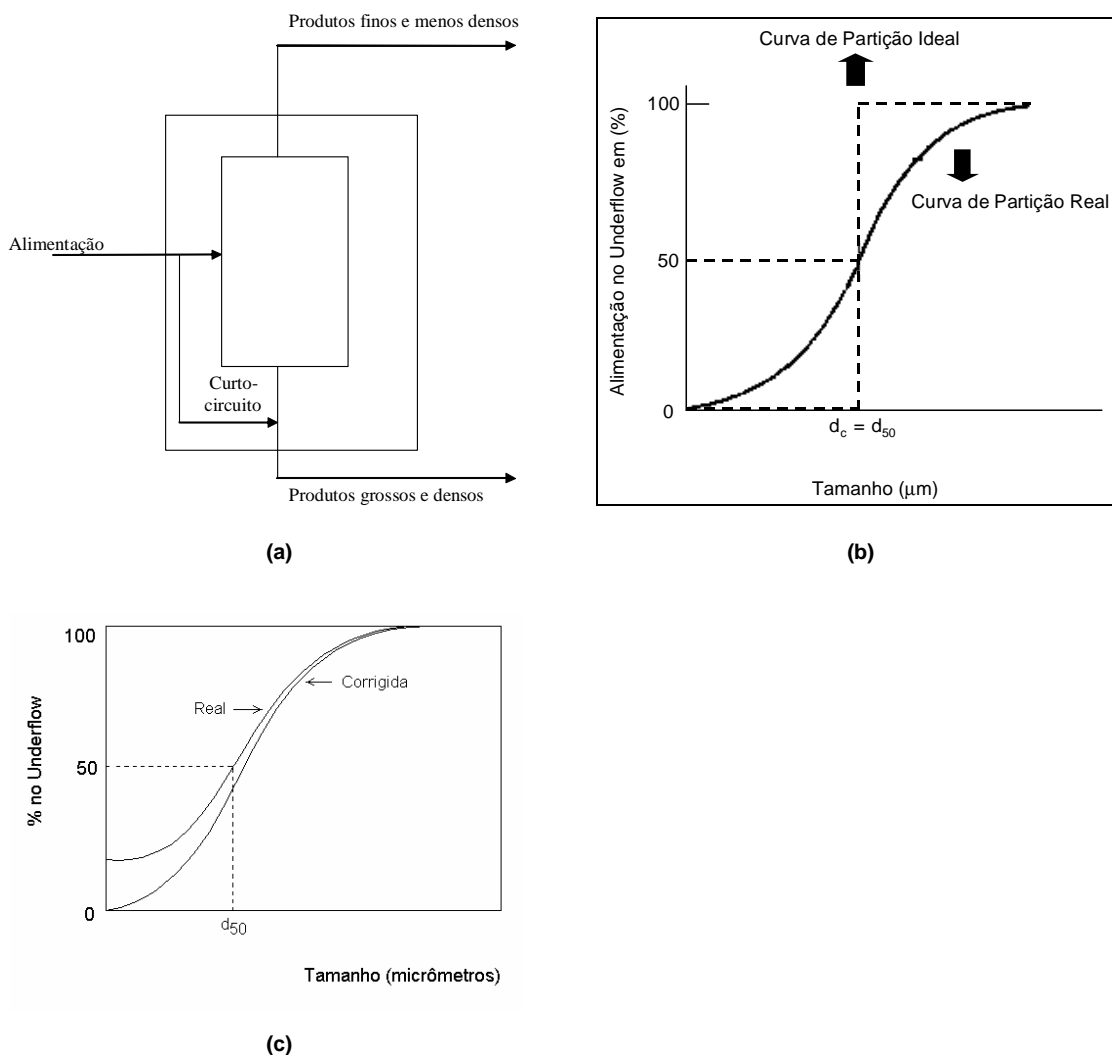 Produtos finos e menos densos
Alimentação
Curto-
circuito
Produtos grossos e densos
(a)
Curva de Partição Ideal
Alimentação no Underflow em (%)
100
50
0
Curva de Partição Real
dc = d50
Tamanho (μm)
(b)
% no Underflow
100
50
0
Real
Corrigida
d50
Tamanho (micrômetros)
(c)